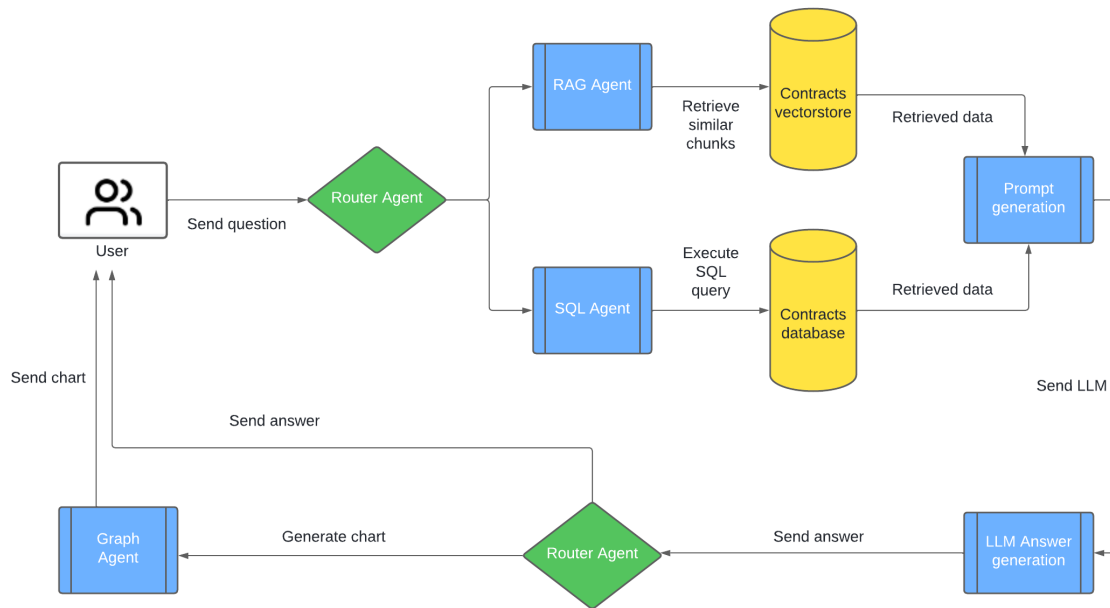 RAG Agent
Retrieve
similar
chunks
Contracts
vectorstore
Retrieved data
Prompt
generation
User
Send question
Router Agent
SQL Agent
Execute
SQL
query
Contracts
database
Retrieved data
Send LLM
Send chart
Send answer
Graph
Agent
Generate chart
Router Agent
Send answer
LLM Answer
generation